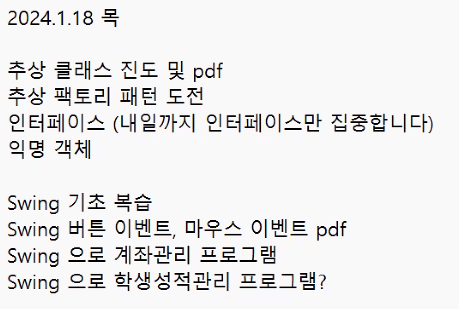 2024.1.18 목
추상 클래스 진도 및 pdf
추상 팩토리 패턴 도전
인터페이스 (내일까지 인터페이스만 집중합니다)
익명 객체
Swing 기초 복습
Swing 버튼 이벤트, 마우스 이벤트 pdf
Swing 으로 계좌관리 프로그램
Swing 으로 학생성적관리 프로그램?